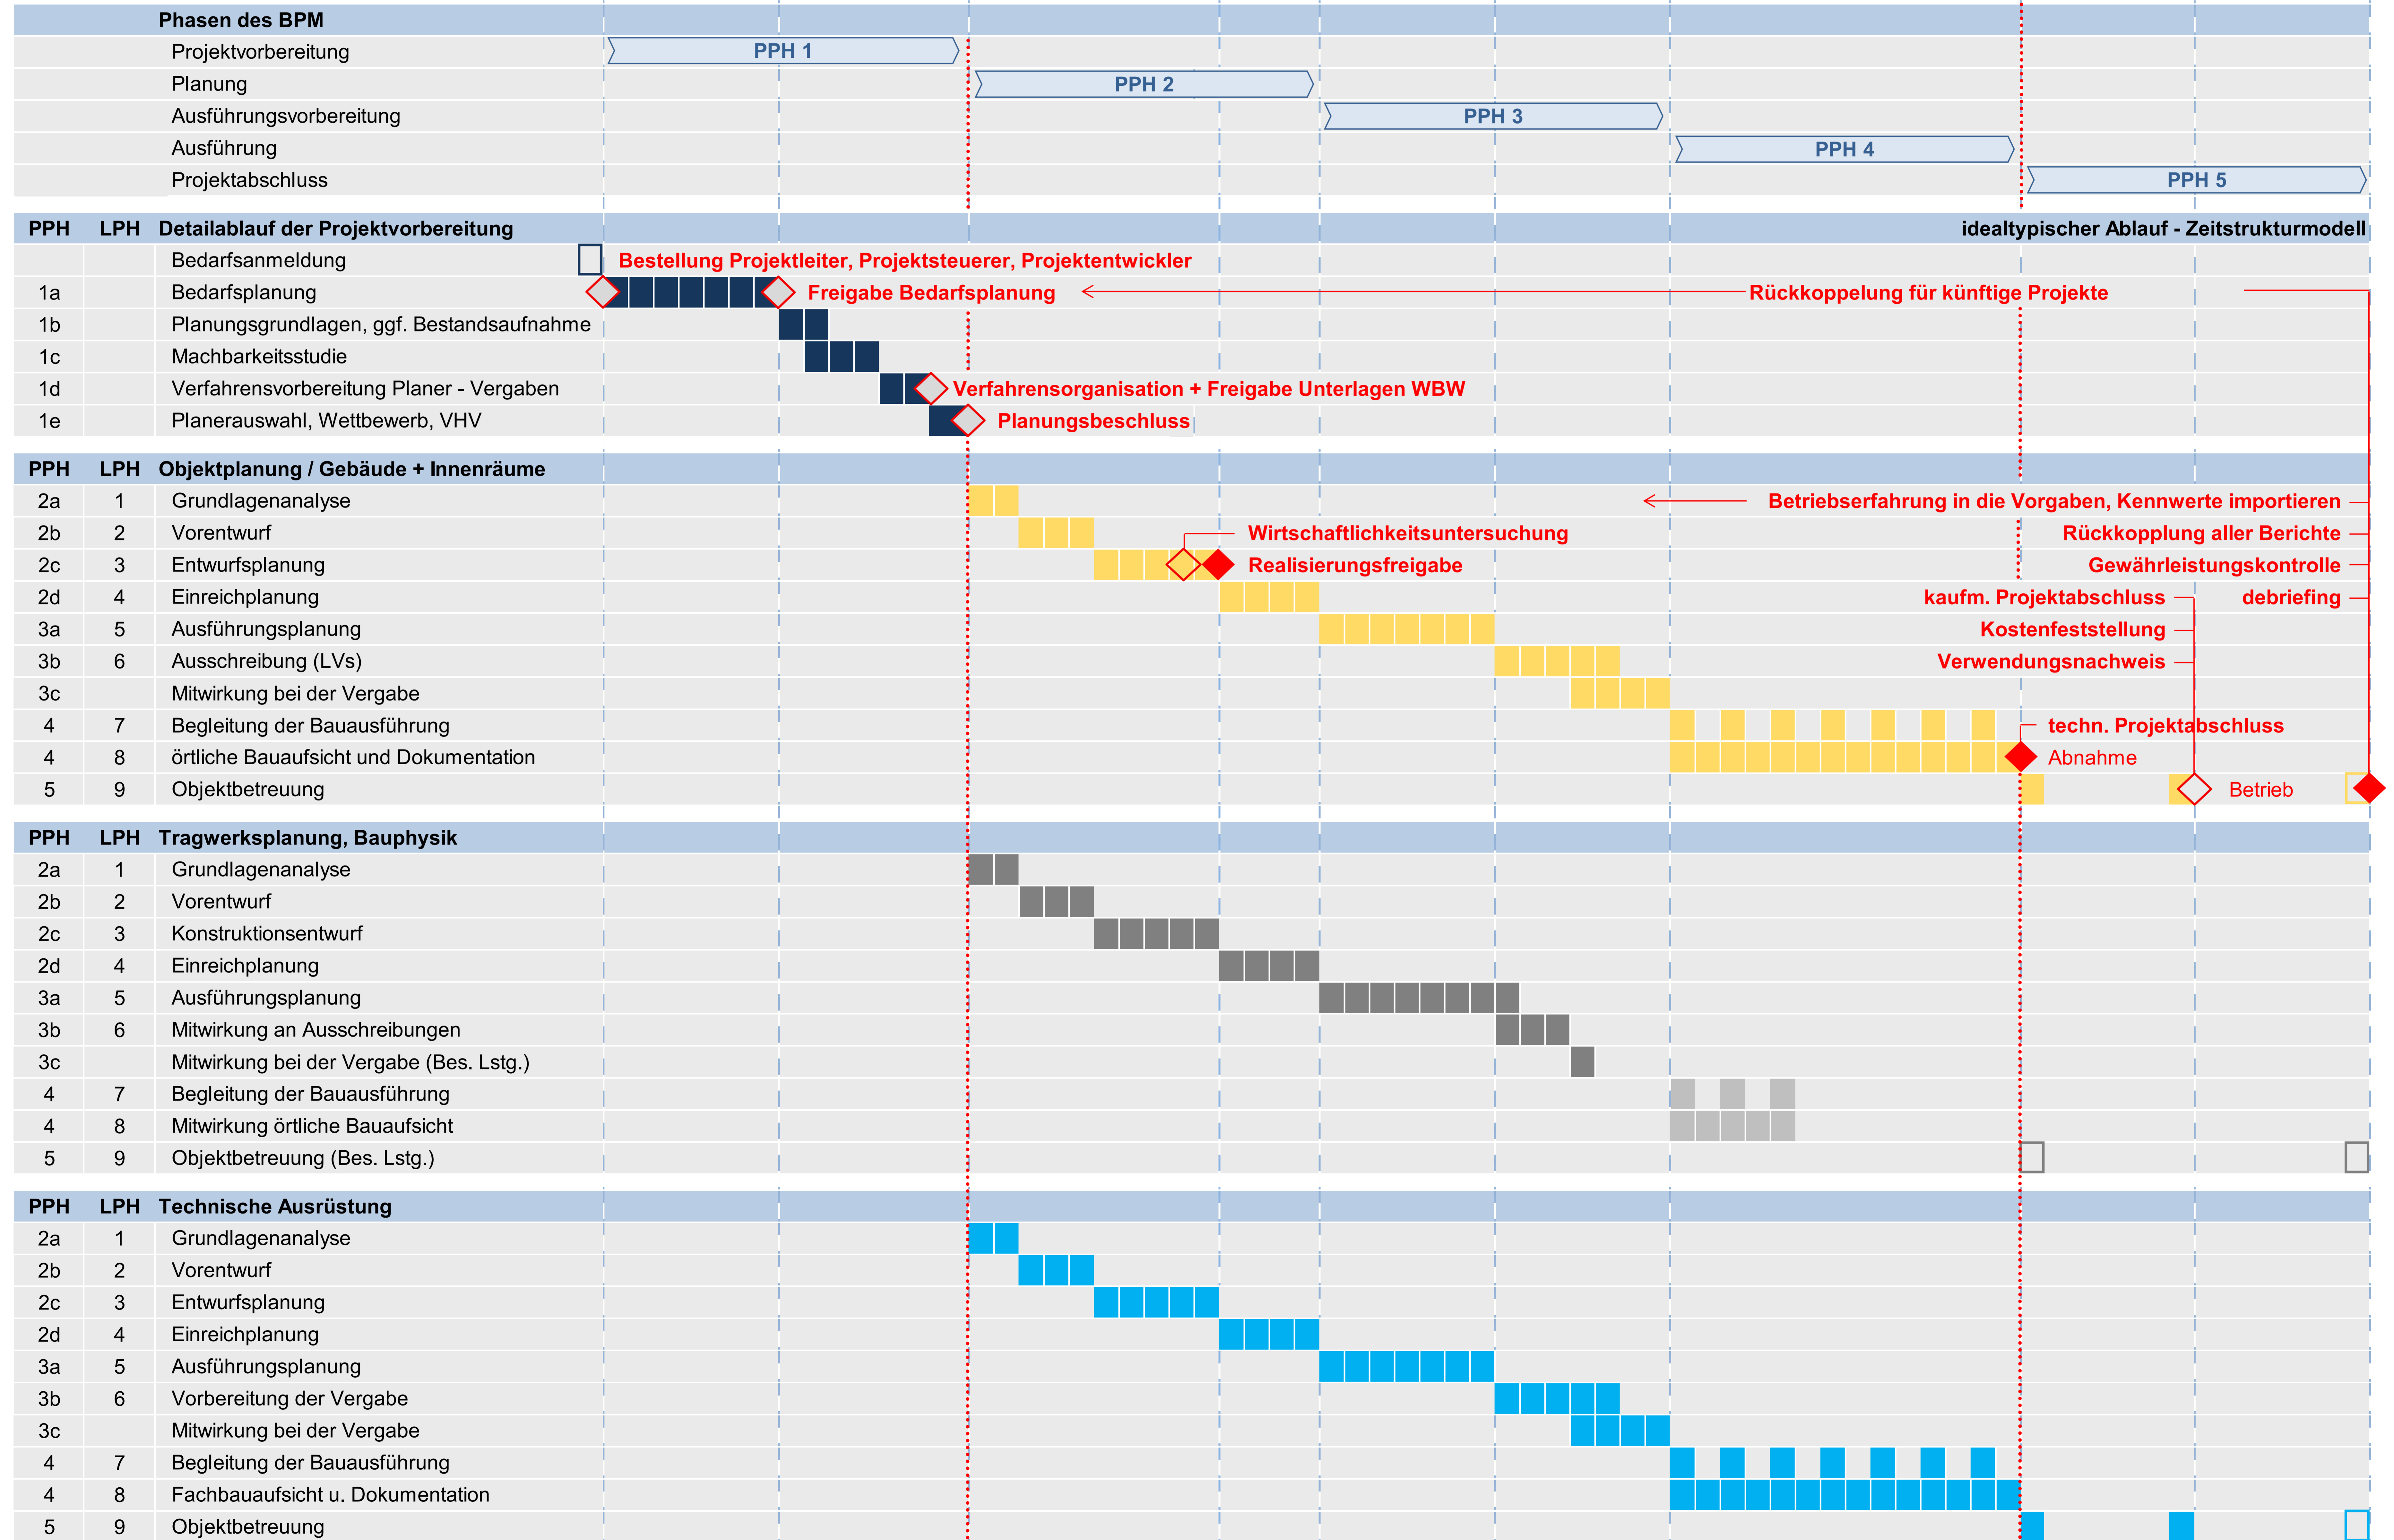 Phasen des BPM
Projektvorbereitung PPH 1
Planung PPH 2
Ausführungsvorbereitung PPH 3
Ausführung PPH 4
Projektabschluss PPH 5
PPH LPH Detailablauf der Projektvorbereitung idealtypischer Ablauf - Zeitstrukturmodell
Bedarfsanmeldung Bestellung Projektleiter, Projektsteuerer, Projektentwickler
1a Bedarfsplanung Freigabe Bedarfsplanung Rückkoppelung für künftige Projekte
1b Planungsgrundlagen, ggf. Bestandsaufnahme
1c Machbarkeitsstudie
1d Verfahrensvorbereitung Planer - Vergaben Verfahrensorganisation + Freigabe Unterlagen WBW
1e Planerauswahl, Wettbewerb, VHV Planungsbeschluss
PPH LPH Objektplanung / Gebäude + Innenräume
2a 1 Grundlagenanalyse Betriebserfahrung in die Vorgaben, Kennwerte importieren
2b 2 Vorentwurf Wirtschaftlichkeitsuntersuchung Rückkopplung aller Berichte
2c 3 Entwurfsplanung Realisierungsfreigabe Gewährleistungskontrolle
2d 4 Einreichplanung kaufm. Projektabschluss debriefing
3a 5 Ausführungsplanung Kostenfeststellung
3b 6 Ausschreibung (LVs) Verwendungsnachweis
3c Mitwirkung bei der Vergabe
4 7 Begleitung der Bauausführung techn. Projektabschluss
4 8 örtliche Bauaufsicht und Dokumentation Abnahme
5 9 Objektbetreuung Betrieb
PPH LPH Tragwerksplanung, Bauphysik
2a 1 Grundlagenanalyse
2b 2 Vorentwurf
2c 3 Konstruktionsentwurf
2d 4 Einreichplanung
3a 5 Ausführungsplanung
3b 6 Mitwirkung an Ausschreibungen
3c Mitwirkung bei der Vergabe (Bes. Lstg.)
4 7 Begleitung der Bauausführung
4 8 Mitwirkung örtliche Bauaufsicht
5 9 Objektbetreuung (Bes. Lstg.)
PPH LPH Technische Ausrüstung
2a 1 Grundlagenanalyse
2b 2 Vorentwurf
2c 3 Entwurfsplanung
2d 4 Einreichplanung
3a 5 Ausführungsplanung
3b 6 Vorbereitung der Vergabe
3c Mitwirkung bei der Vergabe
4 7 Begleitung der Bauausführung
4 8 Fachbauaufsicht u. Dokumentation
5 9 Objektbetreuung